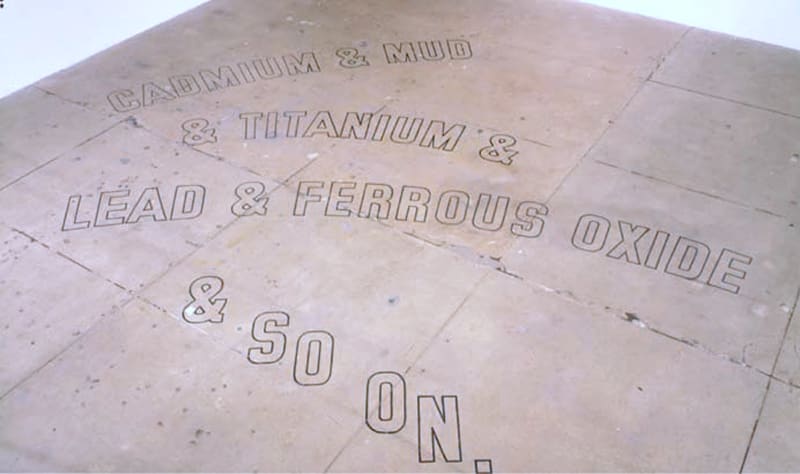 CADMIUM & MUD
& TITANIUM &
LEAD & FERROUS OXIDE
& SO ON.